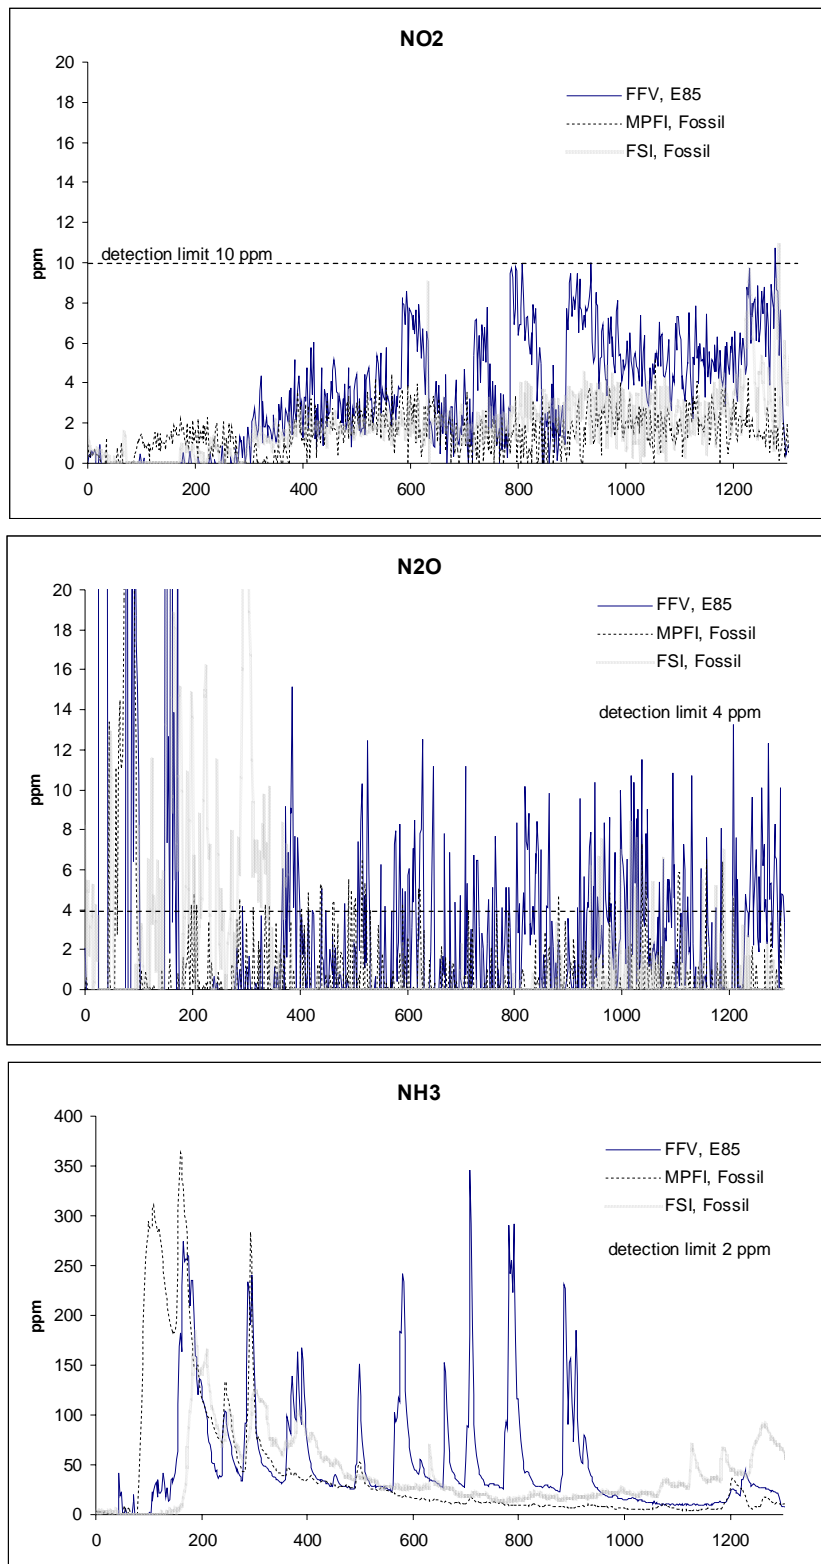 NO2
20
18
16
14
12
10
8
6
4
2
0
ppm
FFV, E85
MPFI, Fossil
FSI, Fossil
detection limit 10 ppm
0 200 400 600 800 1000 1200
N2O
20
18
16
14
12
10
8
6
4
2
0
ppm
FFV, E85
MPFI, Fossil
FSI, Fossil
detection limit 4 ppm
0 200 400 600 800 1000 1200
NH3
400
350
300
250
200
150
100
50
0
ppm
FFV, E85
MPFI, Fossil
FSI, Fossil
detection limit 2 ppm
0 200 400 600 800 1000 1200